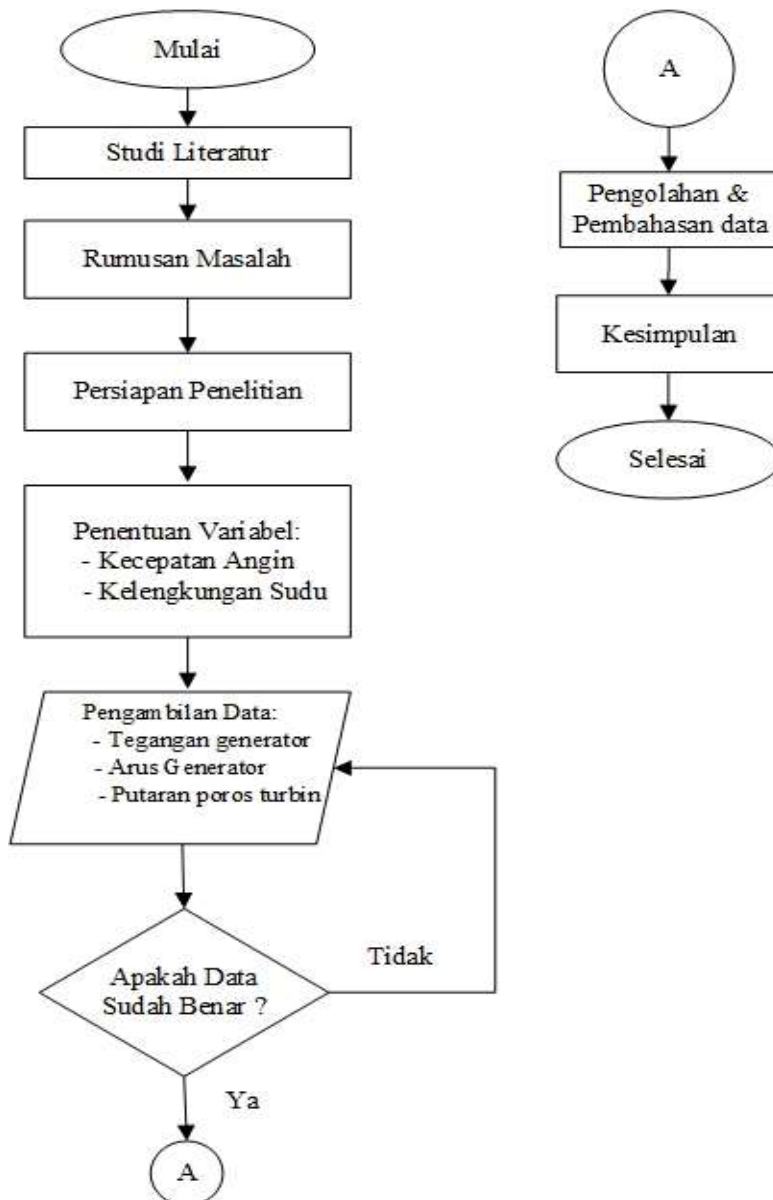 Mulai
Studi Literatur
Rumusan Masalah
Persiapan Penelitian
Penentuan Variabel:
- Kecepatan Angin
- Kelengkungan Sudu
Pengambilan Data:
- Tegangan generator
- Arus Generator
- Putaran poros turbin
Apakah Data
Sudah Benar ?
Tidak
Ya
A
A
Pengolahan &
Pembahasan data
Kesimpulan
Selesai